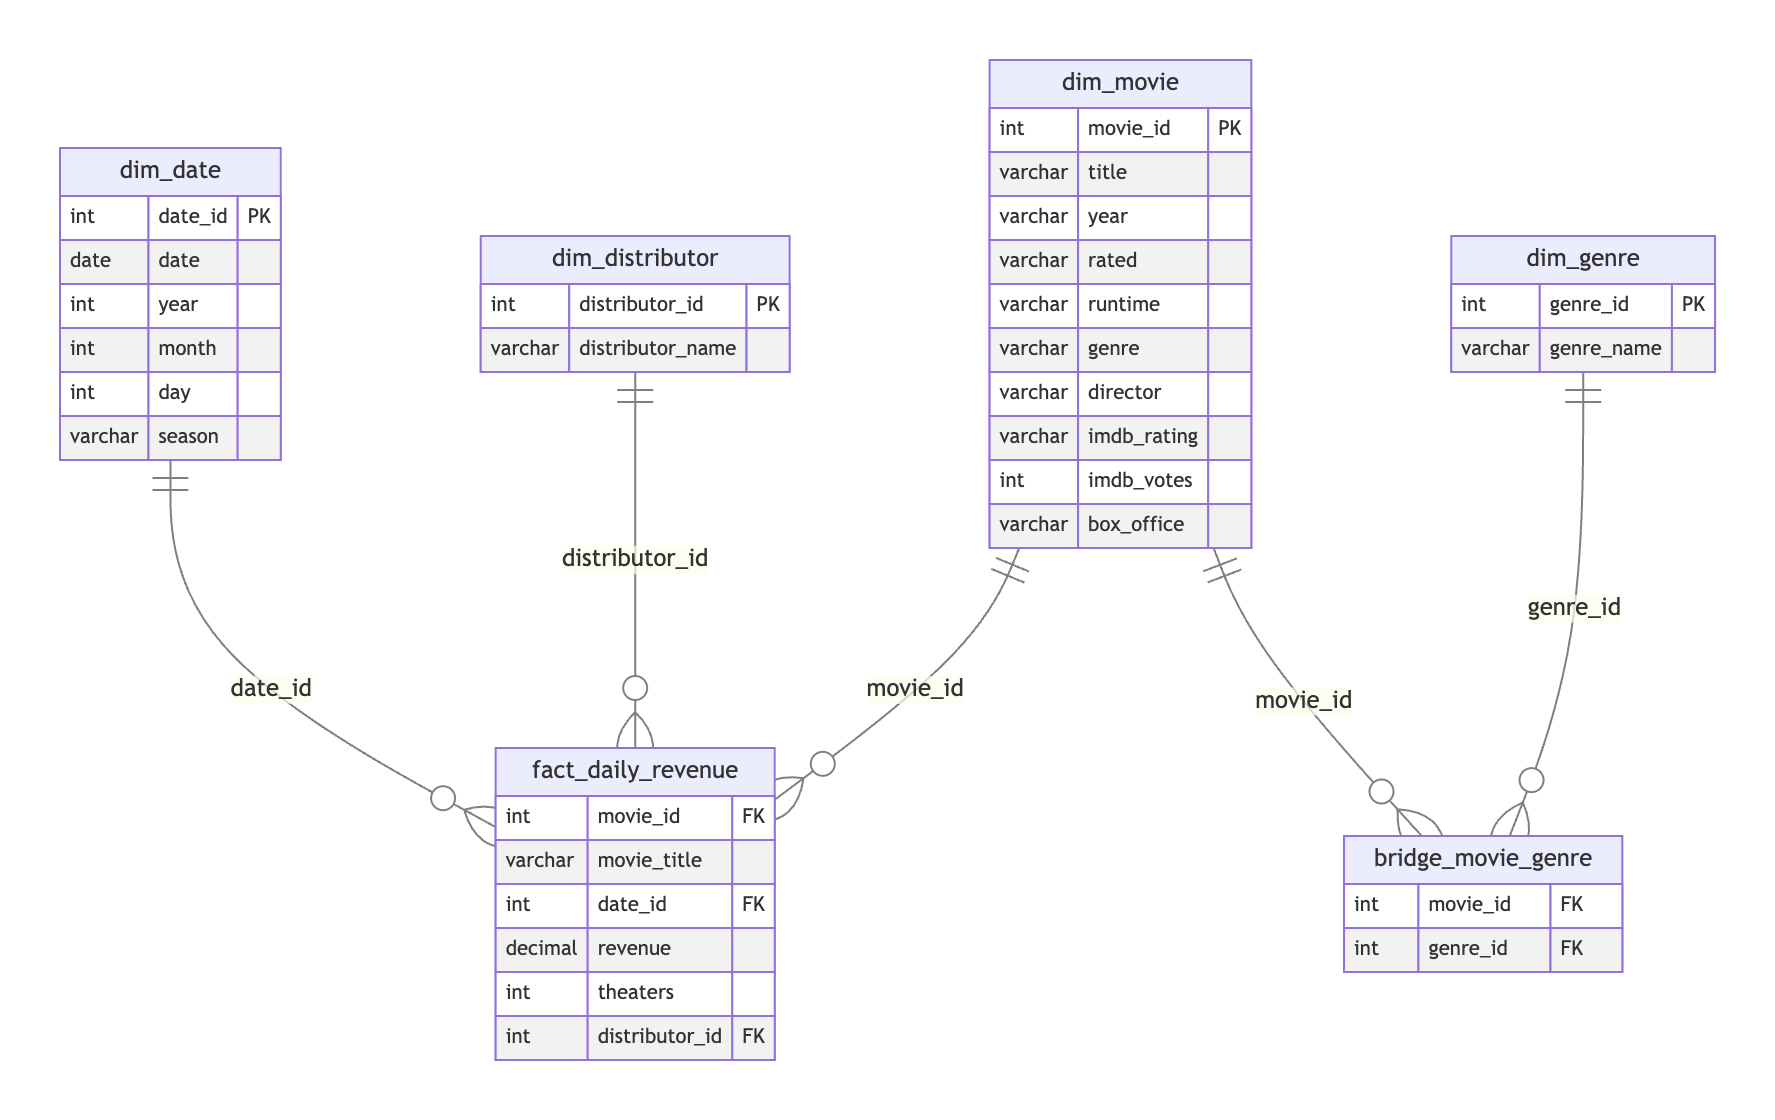 dim_date
int date_id PK
date date
int year
int month
int day
varchar season
dim_distributor
int distributor_id PK
varchar distributor_name
dim_movie
int movie_id PK
varchar title
varchar year
varchar rated
varchar runtime
varchar genre
varchar director
varchar imdb_rating
int imdb_votes
varchar box_office
dim_genre
int genre_id PK
varchar genre_name
distributor_id
genre_id
date_id
movie_id
movie_id
fact_daily_revenue
int movie_id FK
varchar movie_title
int date_id FK
decimal revenue
int theaters
int distributor_id FK
bridge_movie_genre
int movie_id FK
int genre_id FK